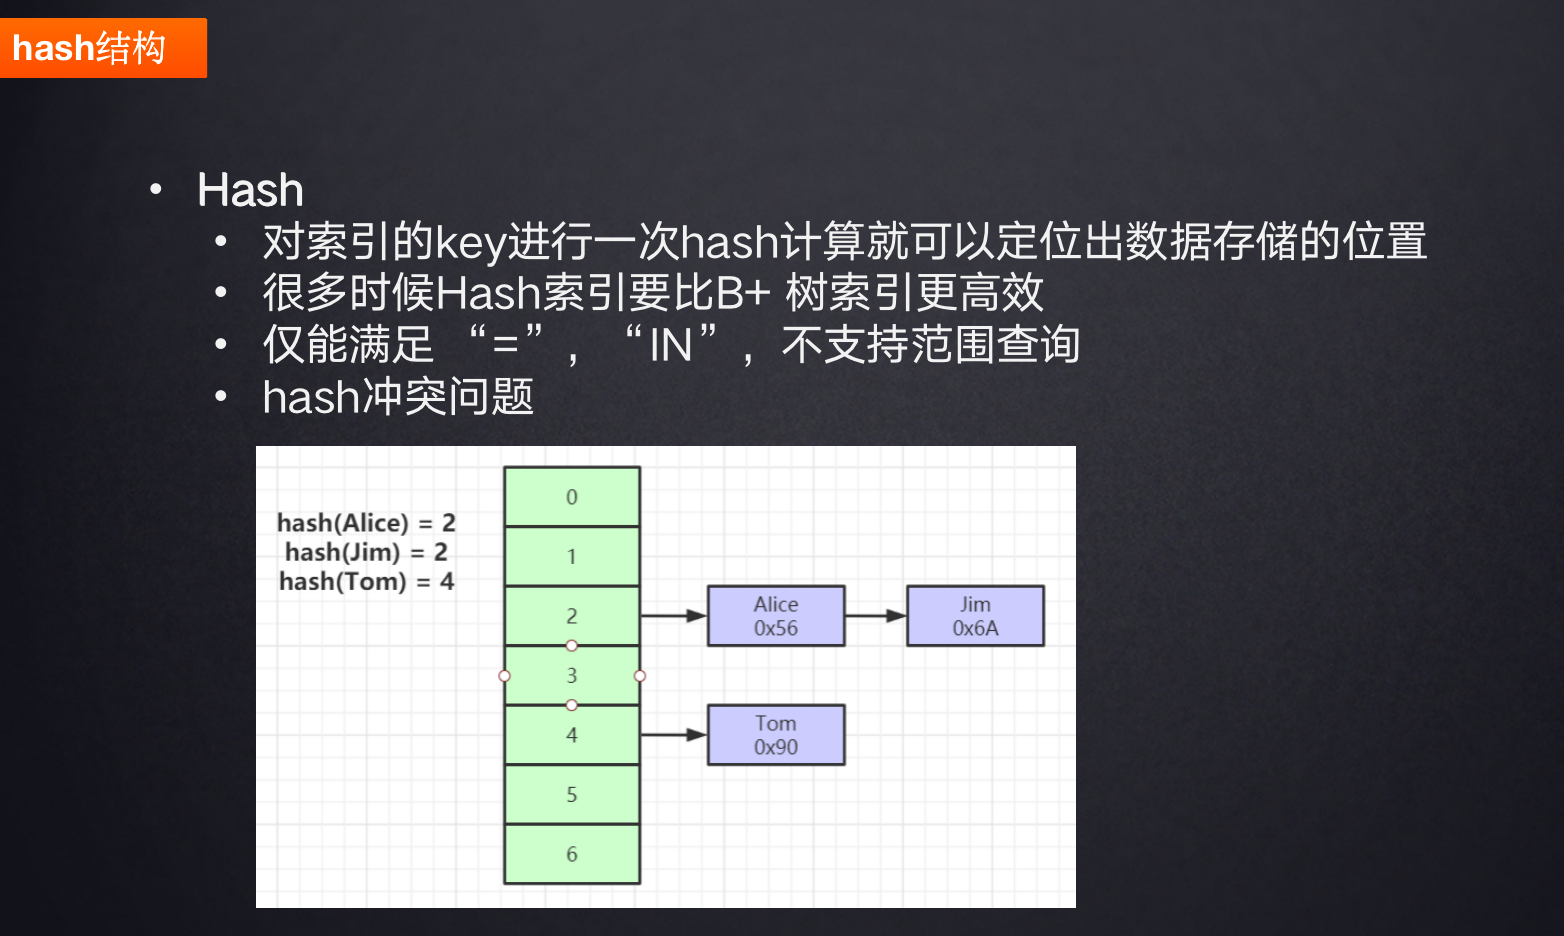 hash结构
• Hash
• 对索引的key进行一次hash计算就可以定位出数据存储的位置
• 很多时候Hash索引要比B+ 树索引更高效
• 仅能满足 “=”， “IN”，不支持范围查询
• hash冲突问题
hash(Alice) = 2
hash(Jim) = 2
hash(Tom) = 4
0
1
2
Alice
0x56
Jim
0x6A
3
4
Tom
0x90
5
6